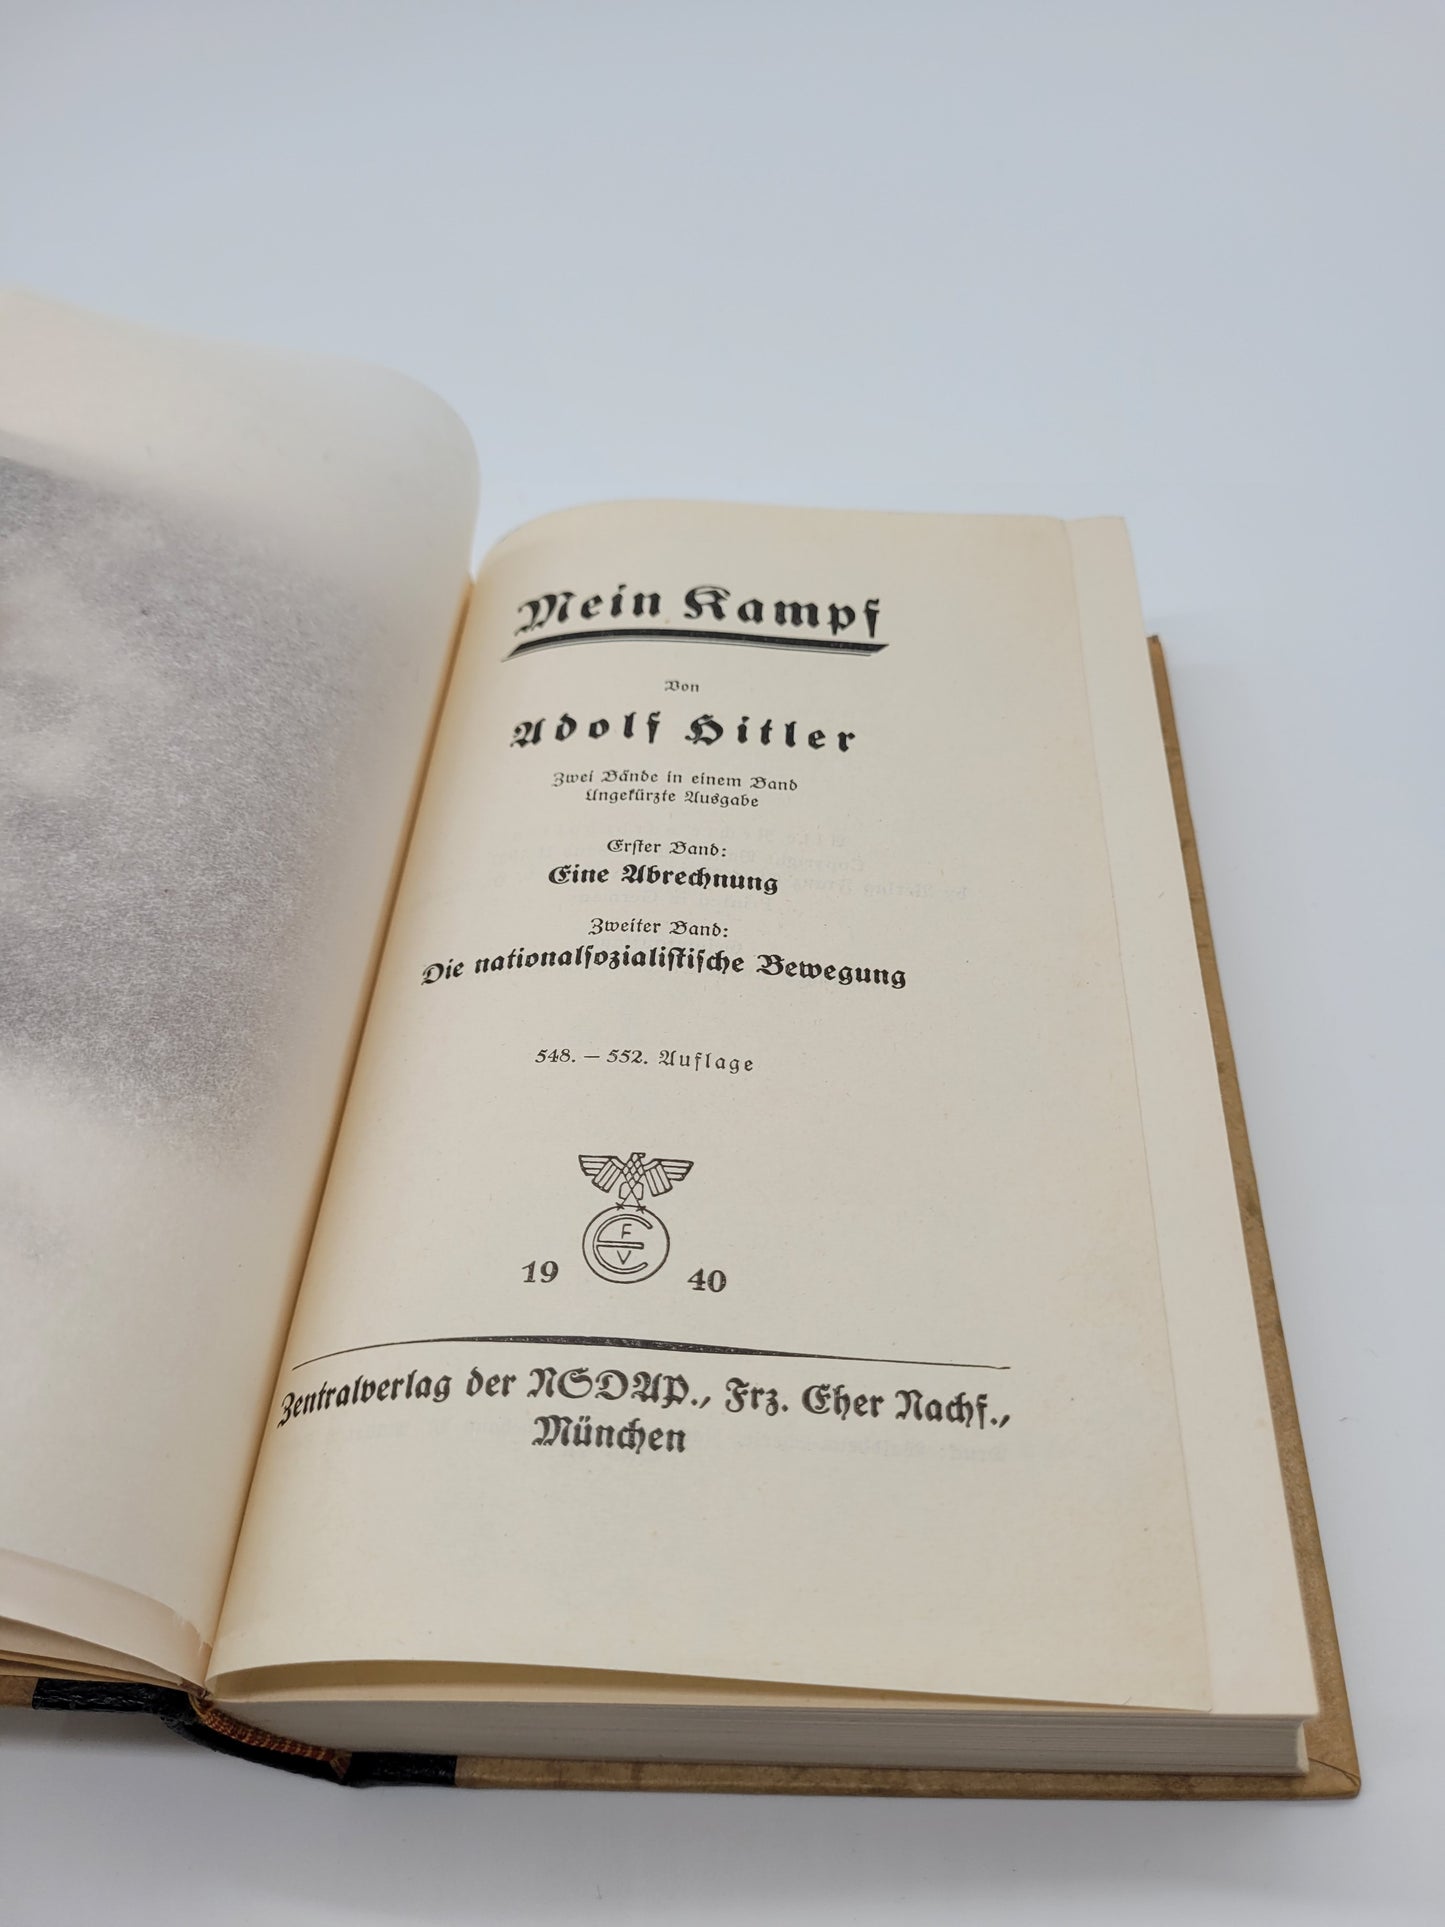 Mein Kampf
Von
Adolf Hitler
Zwei Bände in einem Band
Ungekürzte Ausgabe
Erster Band:
Eine Abrechnung
Zweiter Band:
Die nationalsozialistische Bewegung
548. – 552. Auflage
F
E
V
19 40
Zentralverlag der NSDAP., Frz. Eher Nachf.,
München